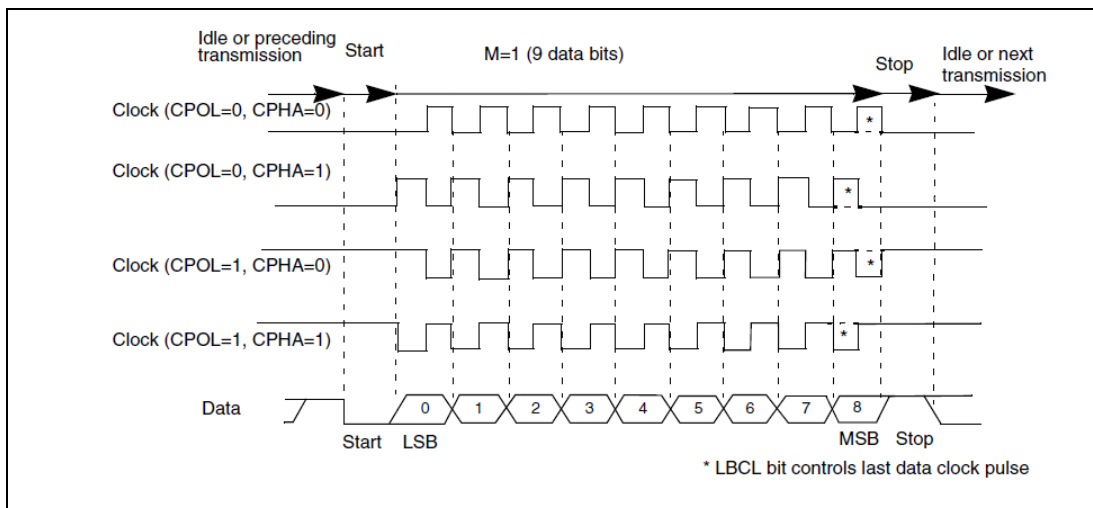 Idle or preceding
transmission
Start
M=1 (9 data bits)
Stop
Idle or next
transmission
Clock (CPOL=0, CPHA=0)
*
Clock (CPOL=0, CPHA=1)
*
Clock (CPOL=1, CPHA=0)
*
Clock (CPOL=1, CPHA=1)
*
Data
0 1 2 3 4 5 6 7 8
Start LSB MSB Stop
* LBCL bit controls last data clock pulse